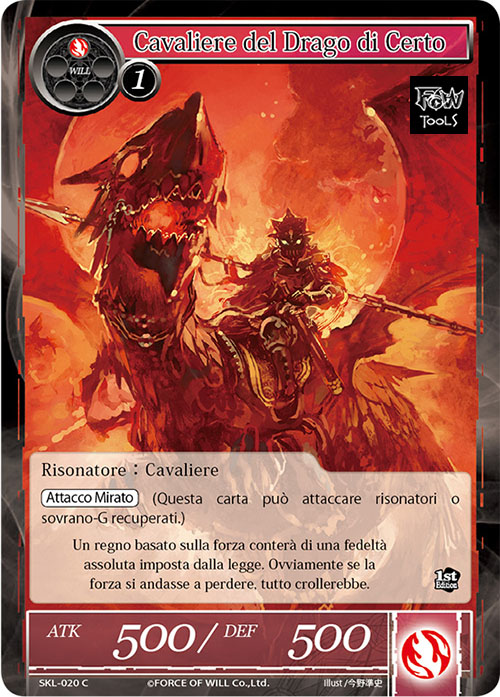 Cavaliere del Drago di Certo
WILL
1
FoW
TOOLS
Risonatore : Cavaliere
Attacco Mirato (Questa carta può attaccare risonatori o
sovrano-G recuperati.)
Un regno basato sulla forza conterà di una fedeltà
assoluta imposta dalla legge. Ovviamente se la
forza si andasse a perdere, tutto crollerebbe.
1st
Edition
ATK 500 / DEF 500
SKL-020 C ©FORCE OF WILL Co.,Ltd. Illust /今野隼史